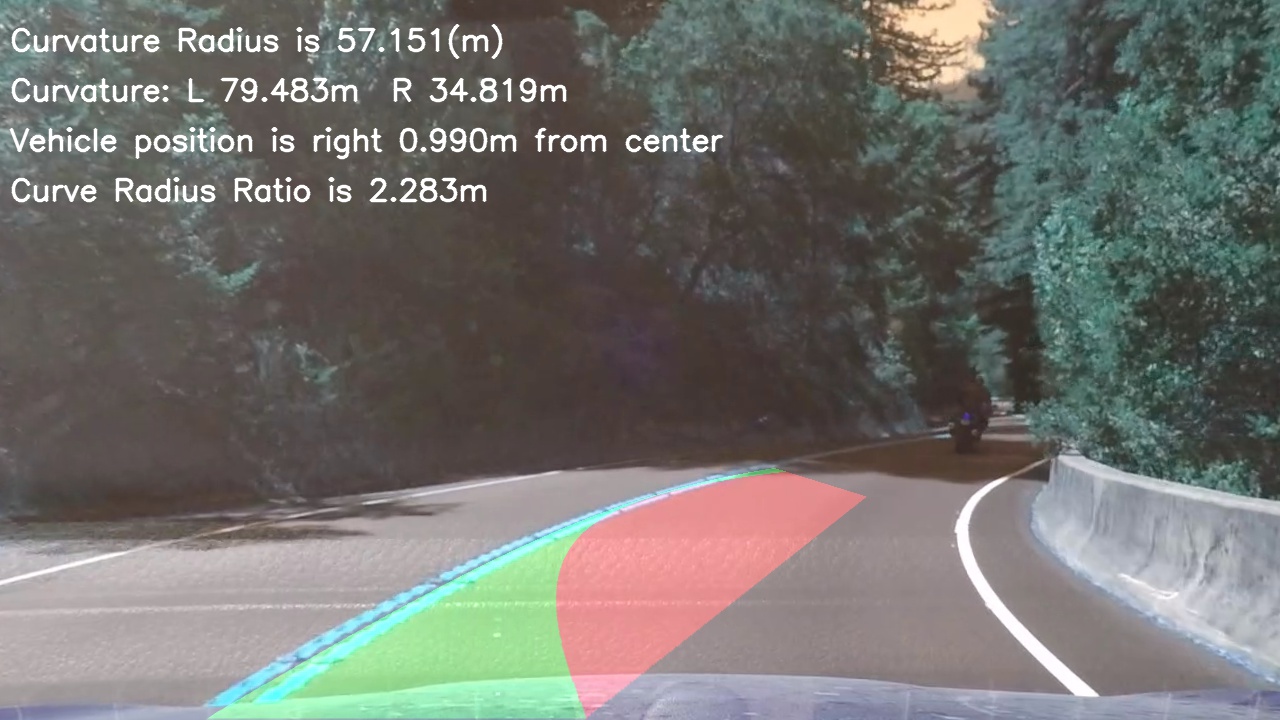 Curvature Radius is 57.151(m)
Curvature: L 79.483m R 34.819m
Vehicle position is right 0.990m from center
Curve Radius Ratio is 2.283m